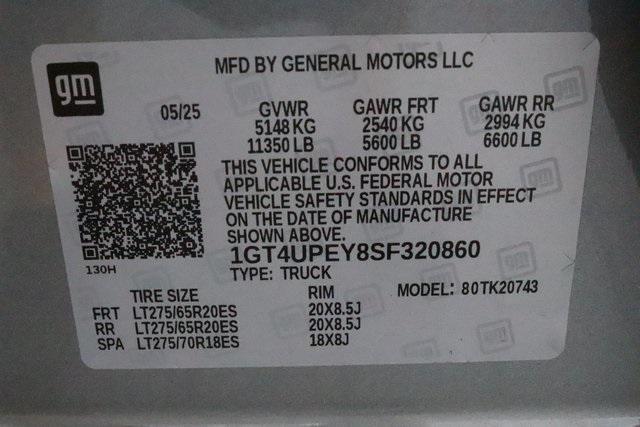 gm
MFD BY GENERAL MOTORS LLC
05/25 GVWR GAWR FRT GAWR RR
5148 KG 2540 KG 2994 KG
11350 LB 5600 LB 6600 LB
THIS VEHICLE CONFORMS TO ALL
APPLICABLE U.S. FEDERAL MOTOR
VEHICLE SAFETY STANDARDS IN EFFECT
ON THE DATE OF MANUFACTURE
SHOWN ABOVE.
130H
1GT4UPEY8SF320860
TYPE: TRUCK MODEL: 80TK20743
TIRE SIZE RIM
FRT LT275/65R20ES 20X8.5J
RR LT275/65R20ES 20X8.5J
SPA LT275/70R18ES 18X8J